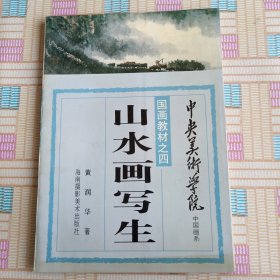 中央美術学院
中国画系
国画教材之四
山水画写生
黄润华 著
海南摄影美术出版社